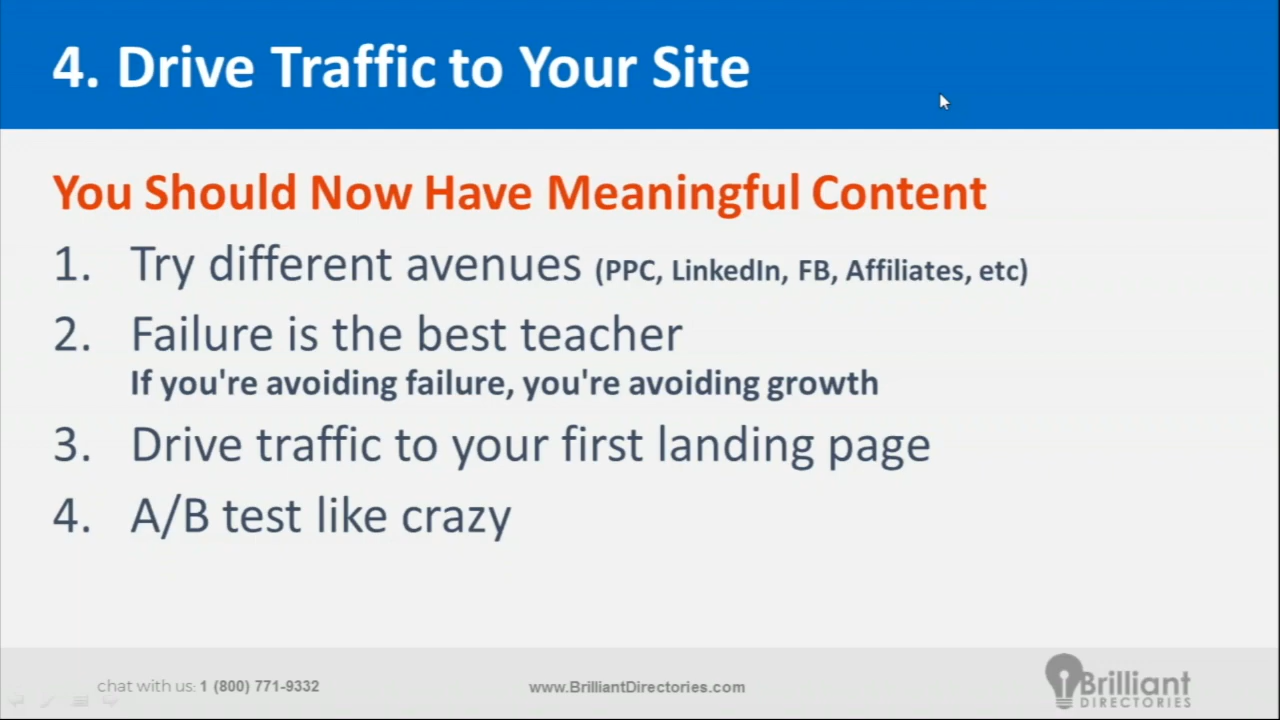 4. Drive Traffic to Your Site
You Should Now Have Meaningful Content
1. Try different avenues (PPC, LinkedIn, FB, Affiliates, etc)
2. Failure is the best teacher
If you're avoiding failure, you're avoiding growth
3. Drive traffic to your first landing page
4. A/B test like crazy
chat with us: 1 (800) 771-9332
www.BrilliantDirectories.com
Brilliant
DIRECTORIES